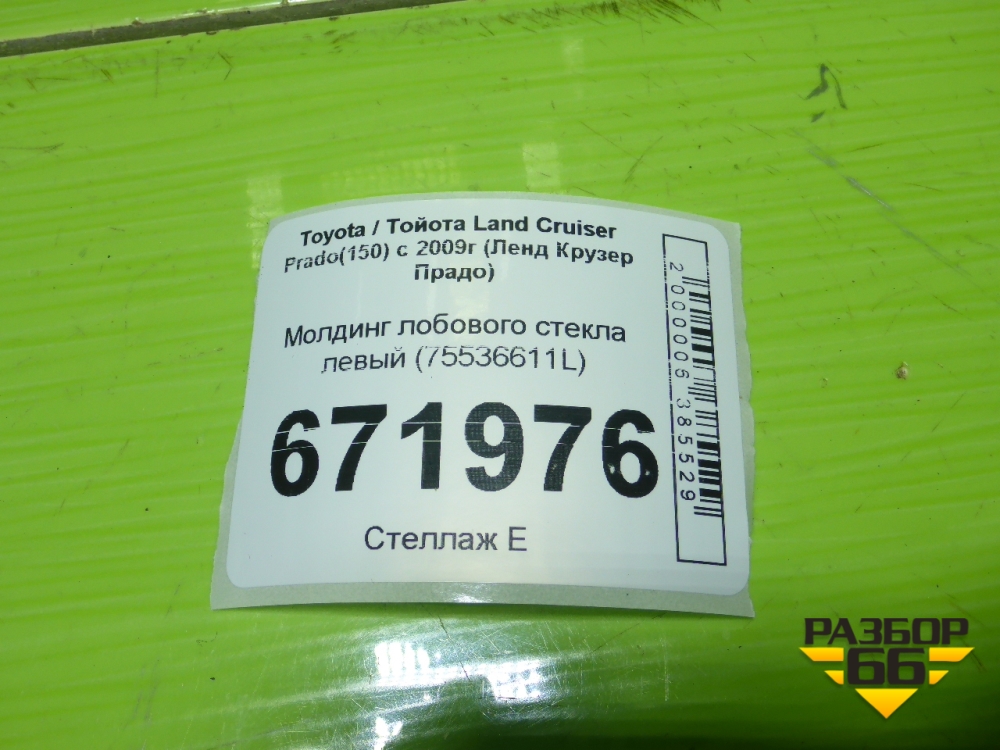 Toyota / Тойота Land Cruiser
Prado(150) с 2009г (Ленд Крузер
Прадо)
Молдинг лобового стекла
левый (75536611L)
671976
Стеллаж Е
2000006385529
РАЗБОР
66